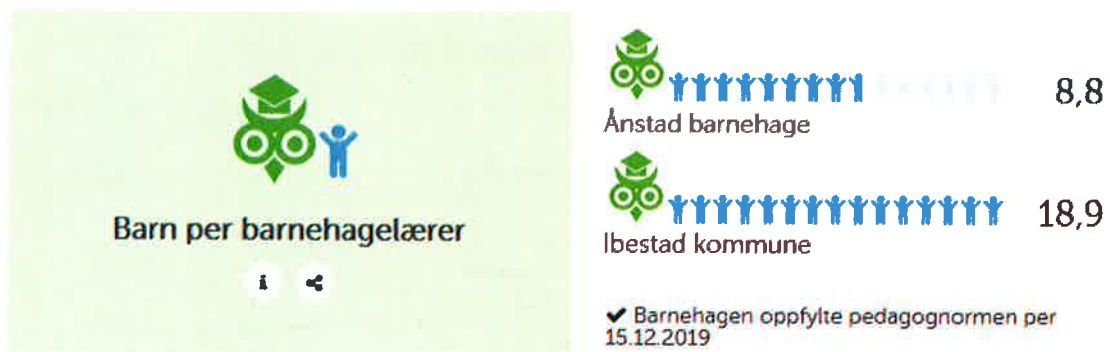 Barn per barnehagelærer
8,8
Ånstad barnehage
18,9
Ibestad kommune
✔ Barnehagen oppfylte pedagognormen per
15.12.2019